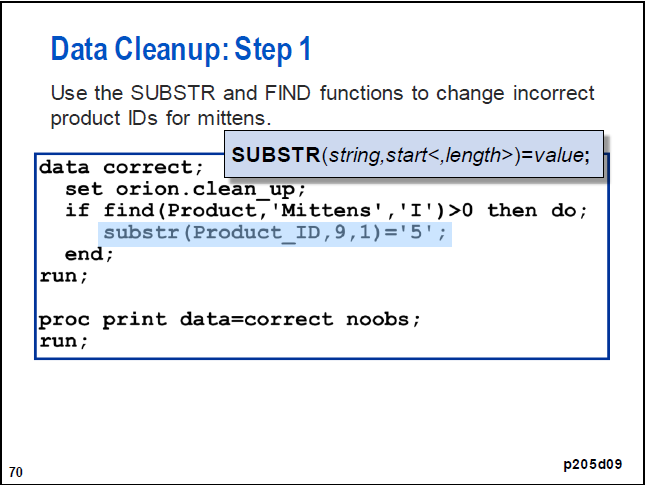 Data Cleanup: Step 1
Use the SUBSTR and FIND functions to change incorrect
product IDs for mittens.
SUBSTR(string,start<,length>)=value;
data correct;
set orion.clean_up;
if find(Product,'Mittens','I')>0 then do;
substr(Product_ID,9,1)='5';
end;
run;
proc print data=correct noobs;
run;
70
p205d09